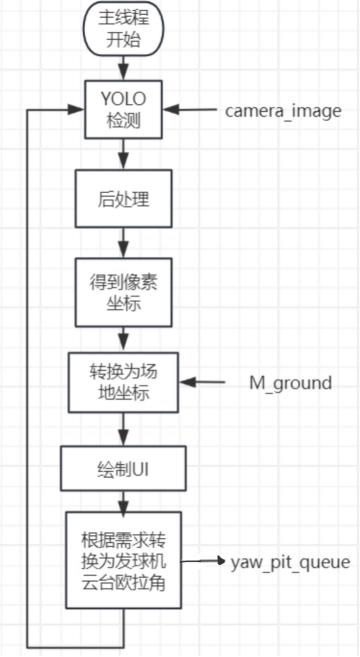 主线程
开始
YOLO
检测
camera_image
后处理
得到像素
坐标
转换为场
地坐标
M_ground
绘制UI
根据需求转
换为发球机
云台欧拉角
yaw_pit_queue